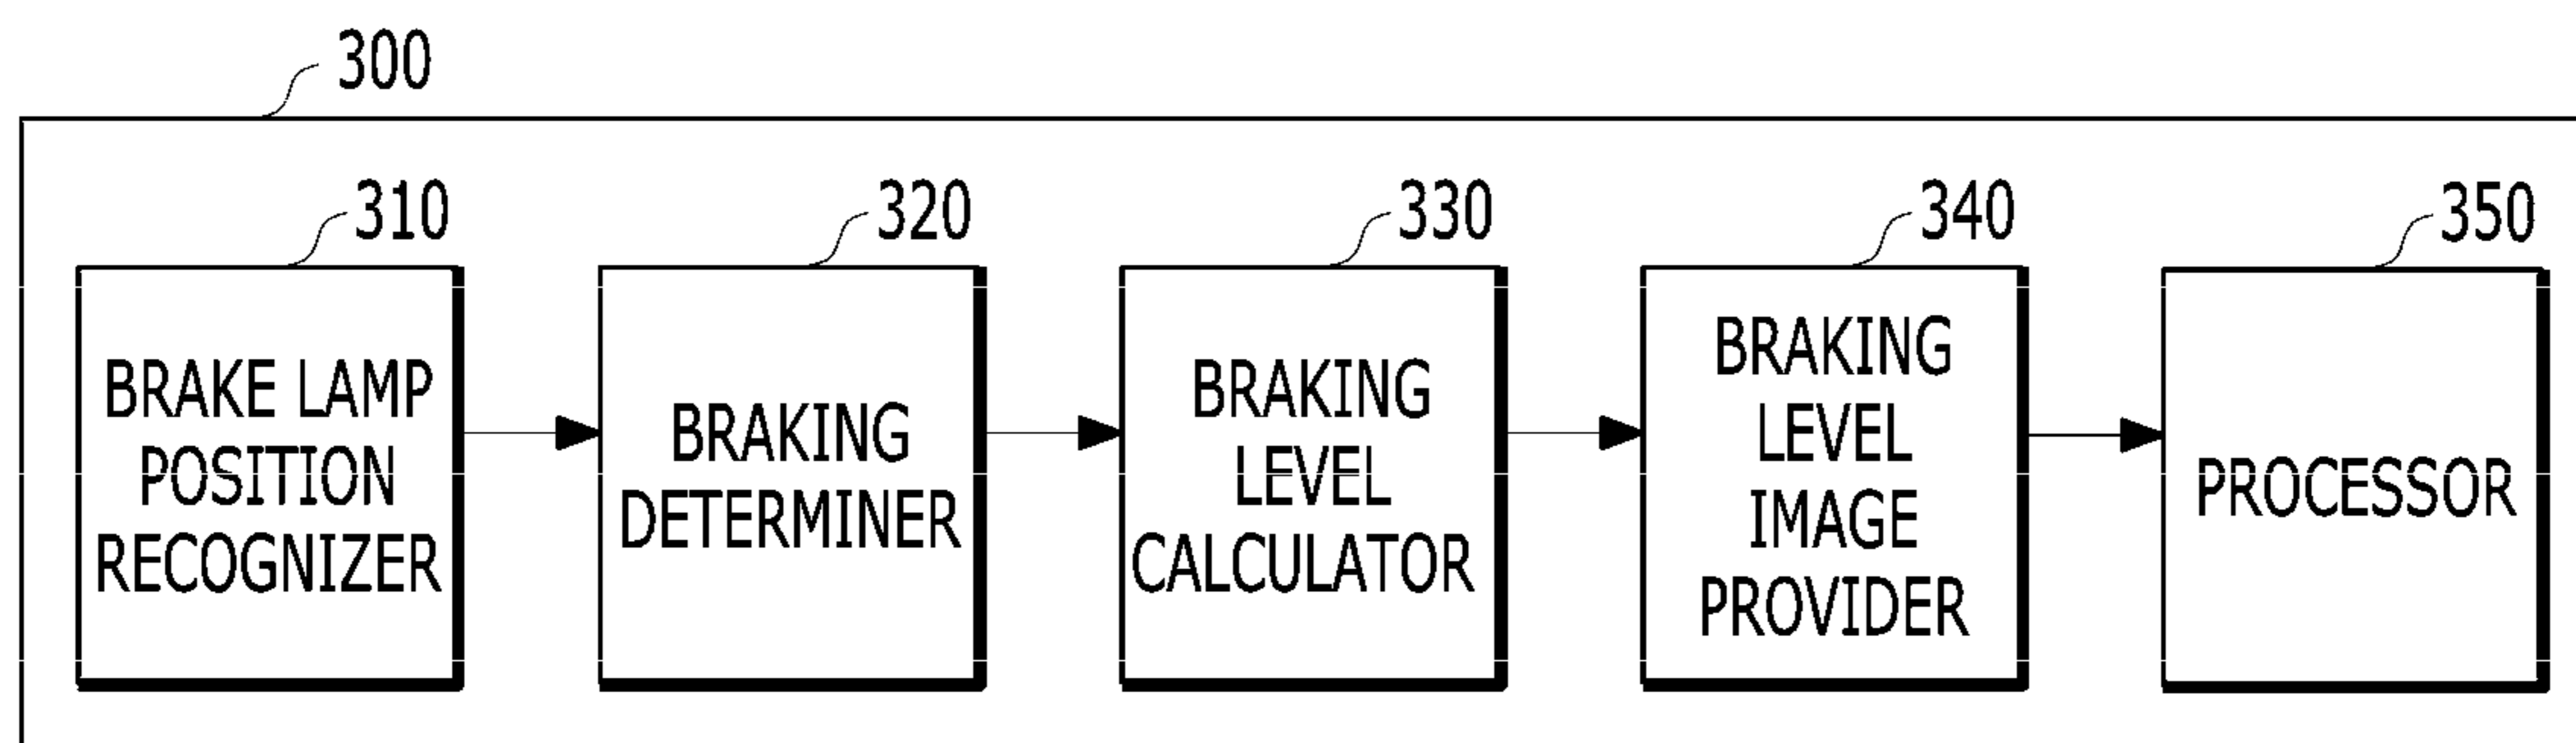 300
310
320
330
340
350
BRAKE LAMP
POSITION
RECOGNIZER
BRAKING
DETERMINER
BRAKING
LEVEL
CALCULATOR
BRAKING
LEVEL
IMAGE
PROVIDER
PROCESSOR